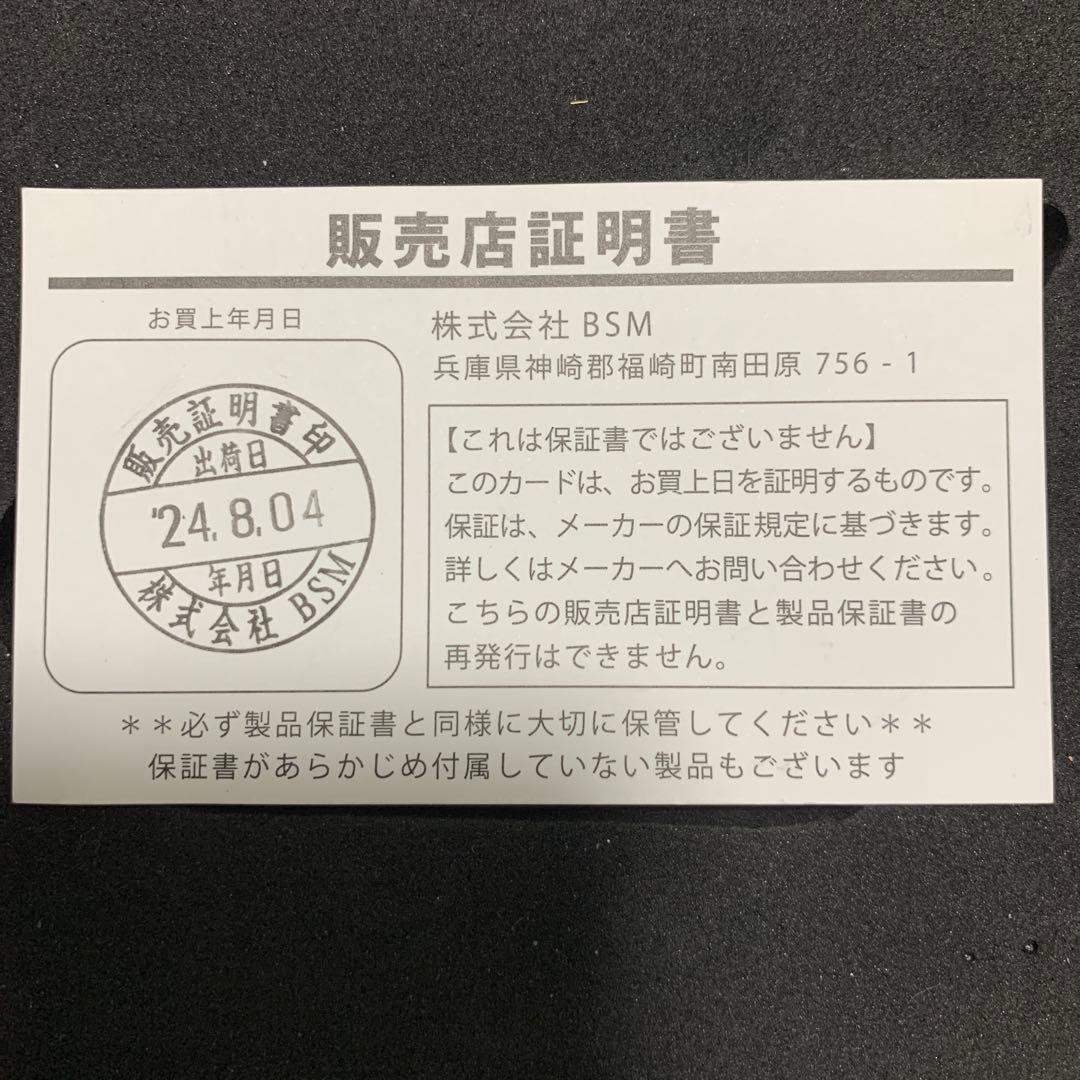 販売店証明書
お買上年月日
販売証明書印
出荷日
'24.8.04
年月日
株式会社 BSM
株式会社 BSM
兵庫県神崎郡福崎町南田原 756 - 1
【これは保証書ではございません】
このカードは、お買上日を証明するものです。
保証は、メーカーの保証規定に基づきます。
詳しくはメーカーへお問い合わせください。
こちらの販売店証明書と製品保証書の
再発行はできません。
＊＊必ず製品保証書と同様に大切に保管してください＊＊
保証書があらかじめ付属していない製品もございます